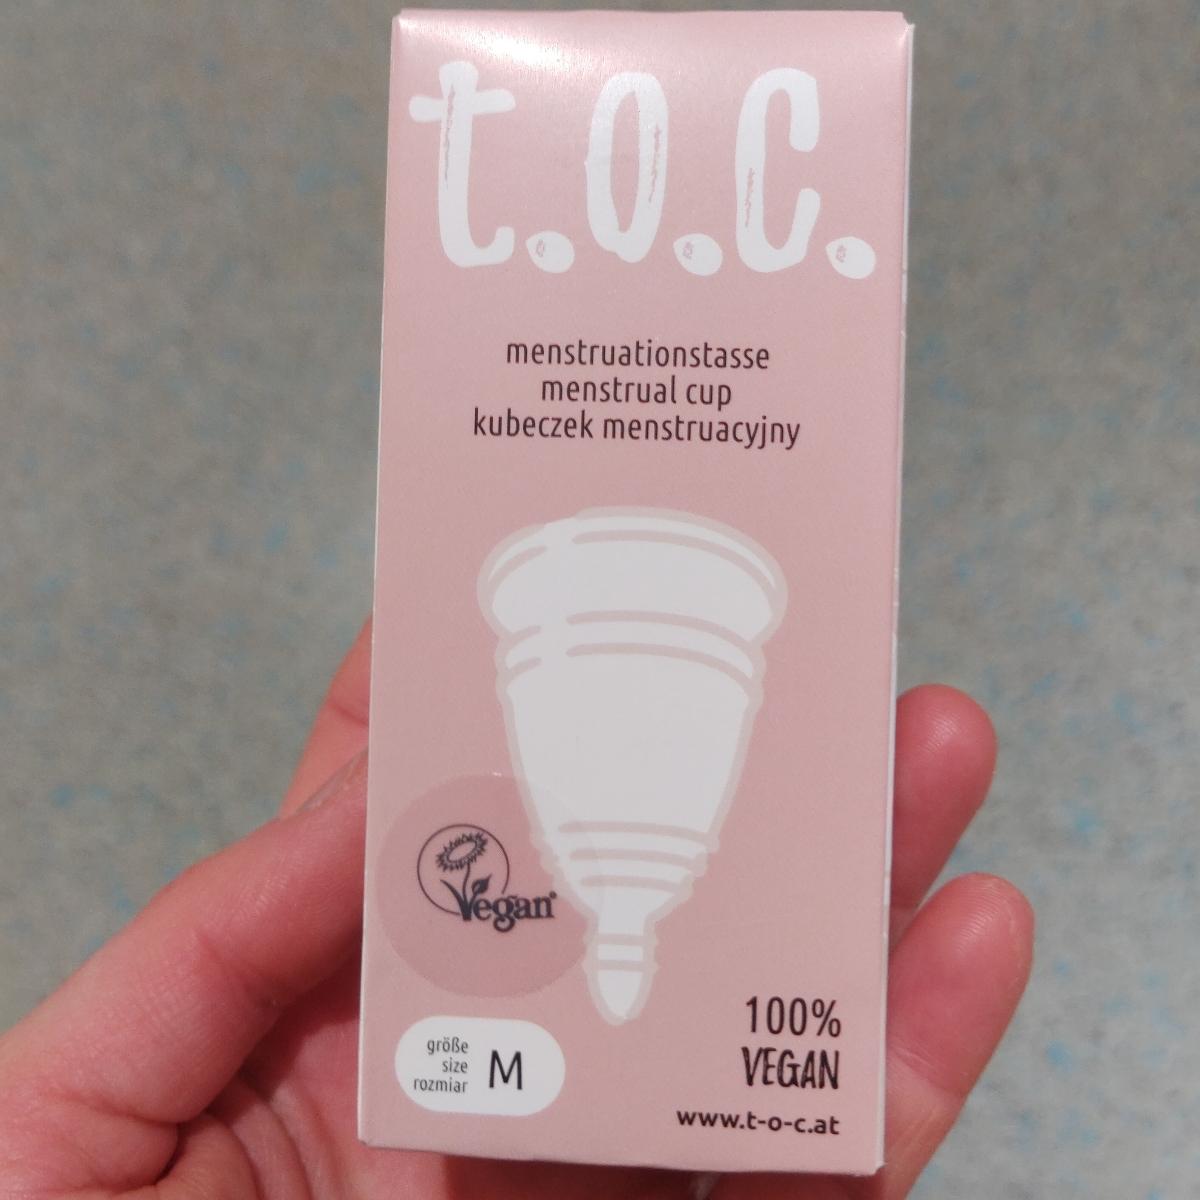 t.o.c.
menstruationstasse
menstrual cup
kubeczek menstruacyjny
Vegan
größe
size
rozmiar
M
100%
VEGAN
www.t-o-c.at